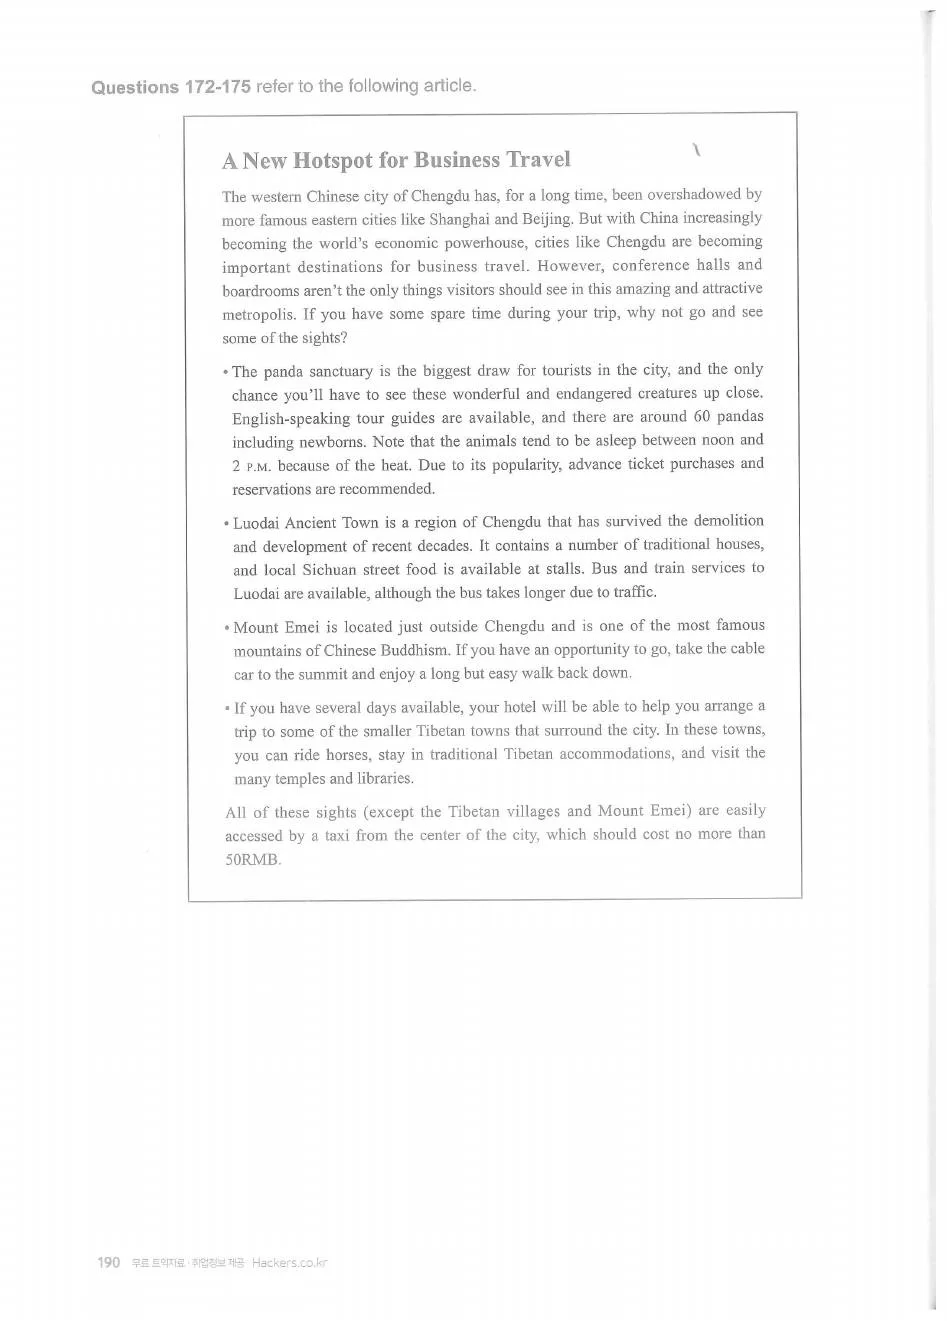 Questions 172-175 refer to the following article.
A New Hotspot for Business Travel
The western Chinese city of Chengdu has, for a long time, been overshadowed by
more famous eastern cities like Shanghai and Beijing. But with China increasingly
becoming the world's economic powerhouse, cities like Chengdu are becoming
important destinations for business travel. However, conference halls and
boardrooms aren't the only things visitors should see in this amazing and attractive
metropolis. If you have some spare time during your trip, why not go and see
some of the sights?
• The panda sanctuary is the biggest draw for tourists in the city, and the only
chance you'll have to see these wonderful and endangered creatures up close.
English-speaking tour guides are available, and there are around 60 pandas
including newborns. Note that the animals tend to be asleep between noon and
2 P.M. because of the heat. Due to its popularity, advance ticket purchases and
reservations are recommended.
• Luodai Ancient Town is a region of Chengdu that has survived the demolition
and development of recent decades. It contains a number of traditional houses,
and local Sichuan street food is available at stalls. Bus and train services to
Luodai are available, although the bus takes longer due to traffic.
• Mount Emei is located just outside Chengdu and is one of the most famous
mountains of Chinese Buddhism. If you have an opportunity to go, take the cable
car to the summit and enjoy a long but easy walk back down.
• If you have several days available, your hotel will be able to help you arrange a
trip to some of the smaller Tibetan towns that surround the city. In these towns,
you can ride horses, stay in traditional Tibetan accommodations, and visit the
many temples and libraries.
All of these sights (except the Tibetan villages and Mount Emei) are easily
accessed by a taxi from the center of the city, which should cost no more than
50RMB.
190 무료 토익자료·취업정보 제공 Hackers.co.kr